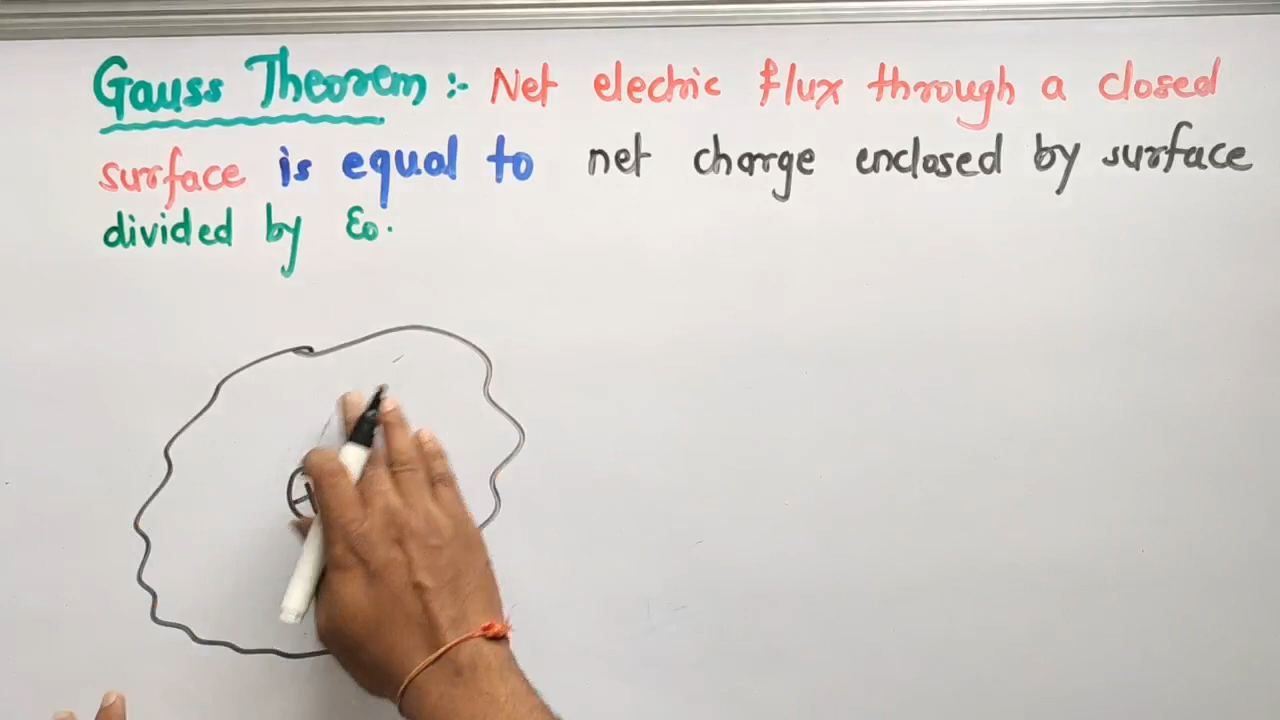 Gauss Theorem :- Net electric flux through a closed
surface is equal to net charge enclosed by surface
divided by ε0.
+